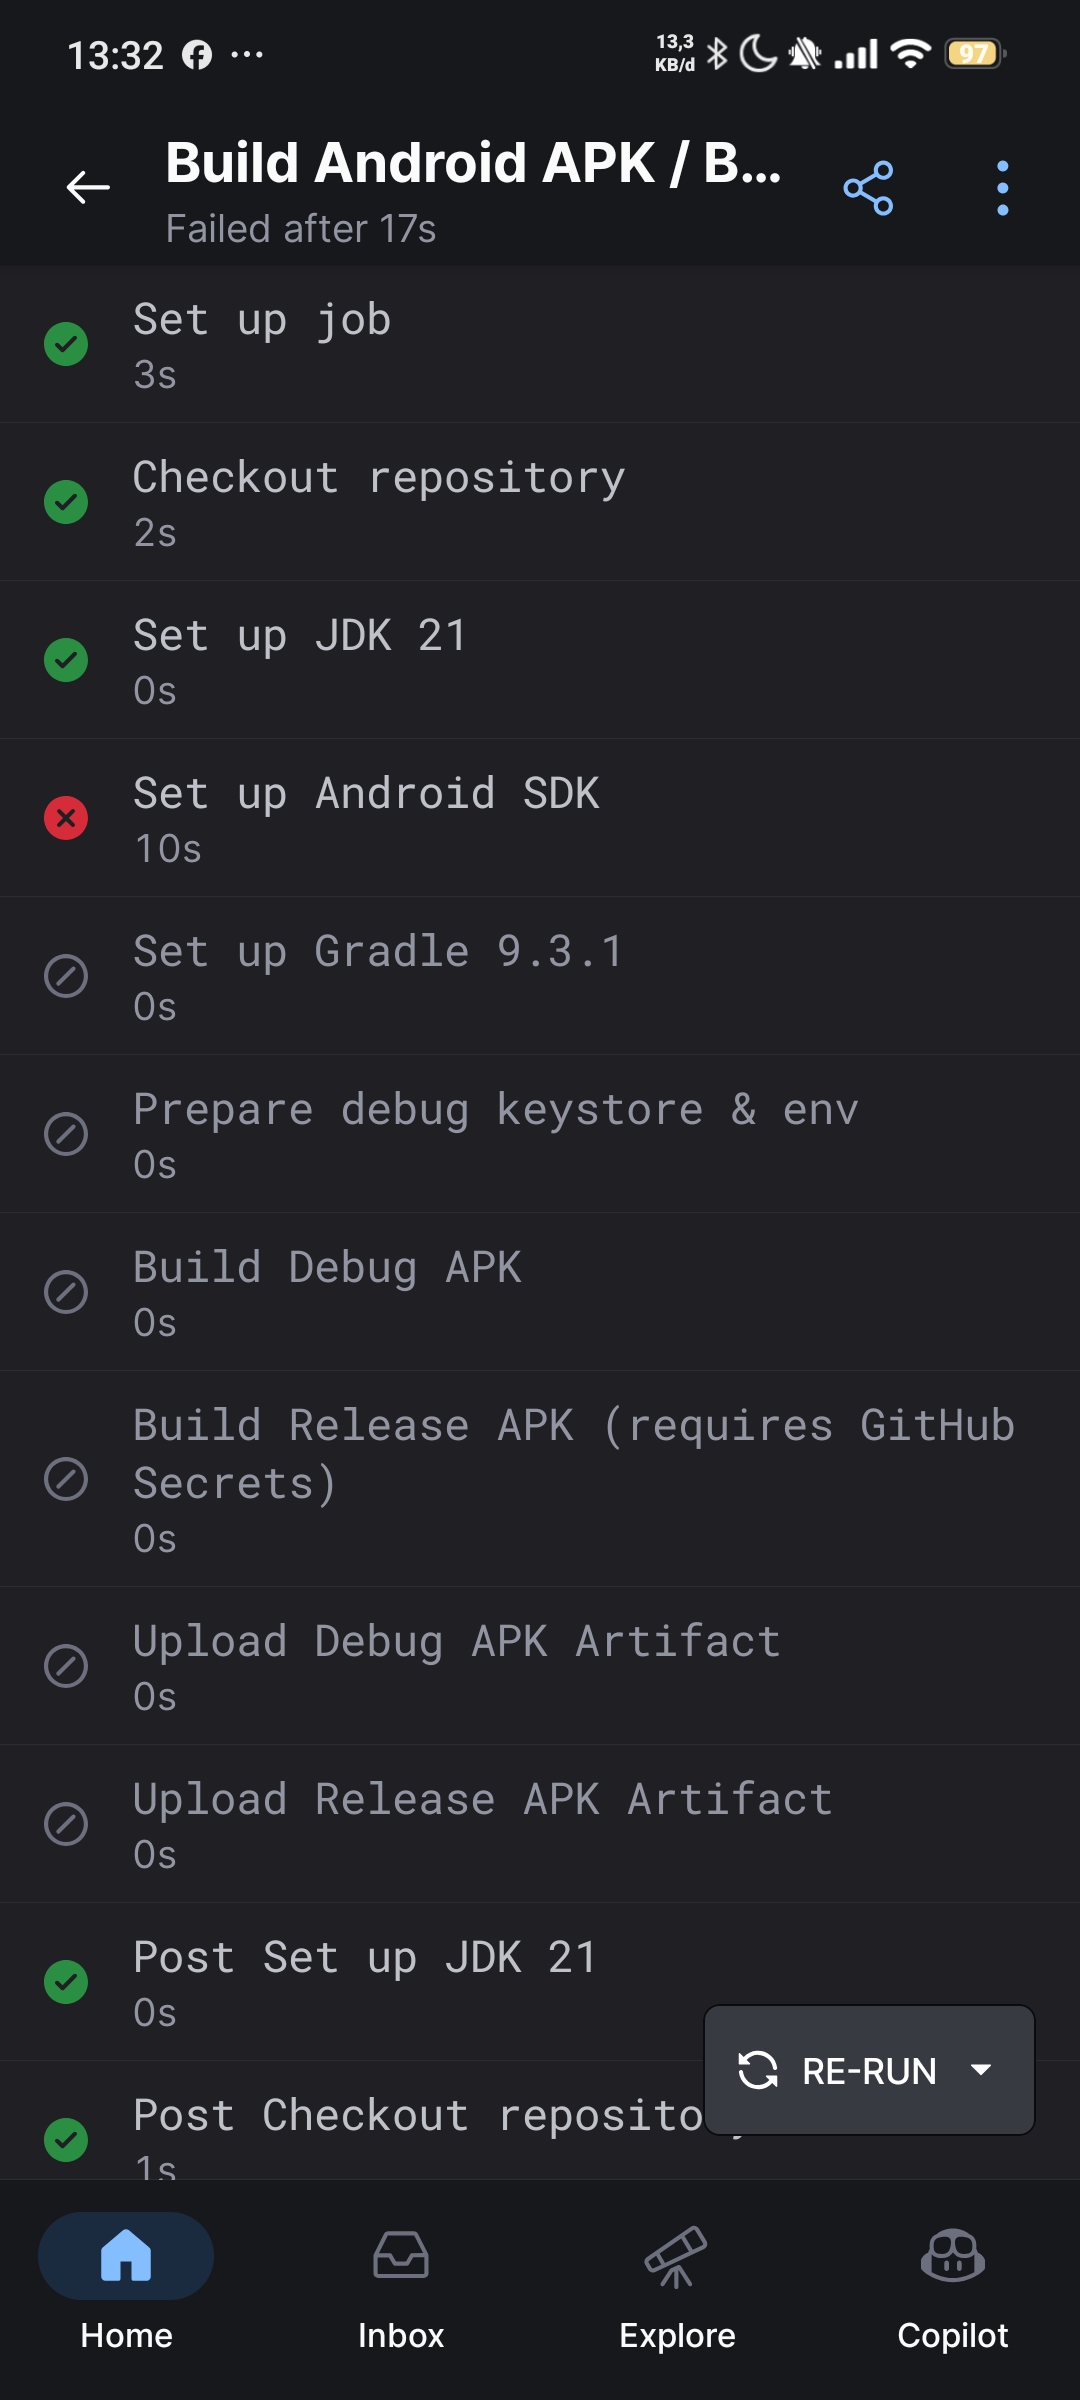 13:32
13,3
KB/d
97
Build Android APK / B...
Failed after 17s
Set up job
3s
Checkout repository
2s
Set up JDK 21
0s
Set up Android SDK
10s
Set up Gradle 9.3.1
0s
Prepare debug keystore & env
0s
Build Debug APK
0s
Build Release APK (requires GitHub
Secrets)
0s
Upload Debug APK Artifact
0s
Upload Release APK Artifact
0s
Post Set up JDK 21
0s
RE-RUN
Post Checkout reposito
1s
Home
Inbox
Explore
Copilot